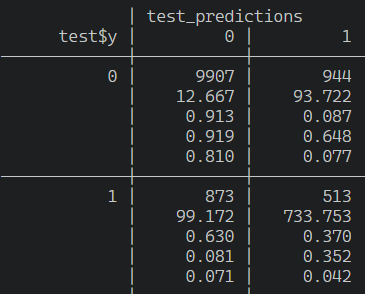 test_predictions
test$y | 0 | 1
0 | 9907 | 944
| 12.667 | 93.722
| 0.913 | 0.087
| 0.919 | 0.648
| 0.810 | 0.077
1 | 873 | 513
| 99.172 | 733.753
| 0.630 | 0.370
| 0.081 | 0.352
| 0.071 | 0.042